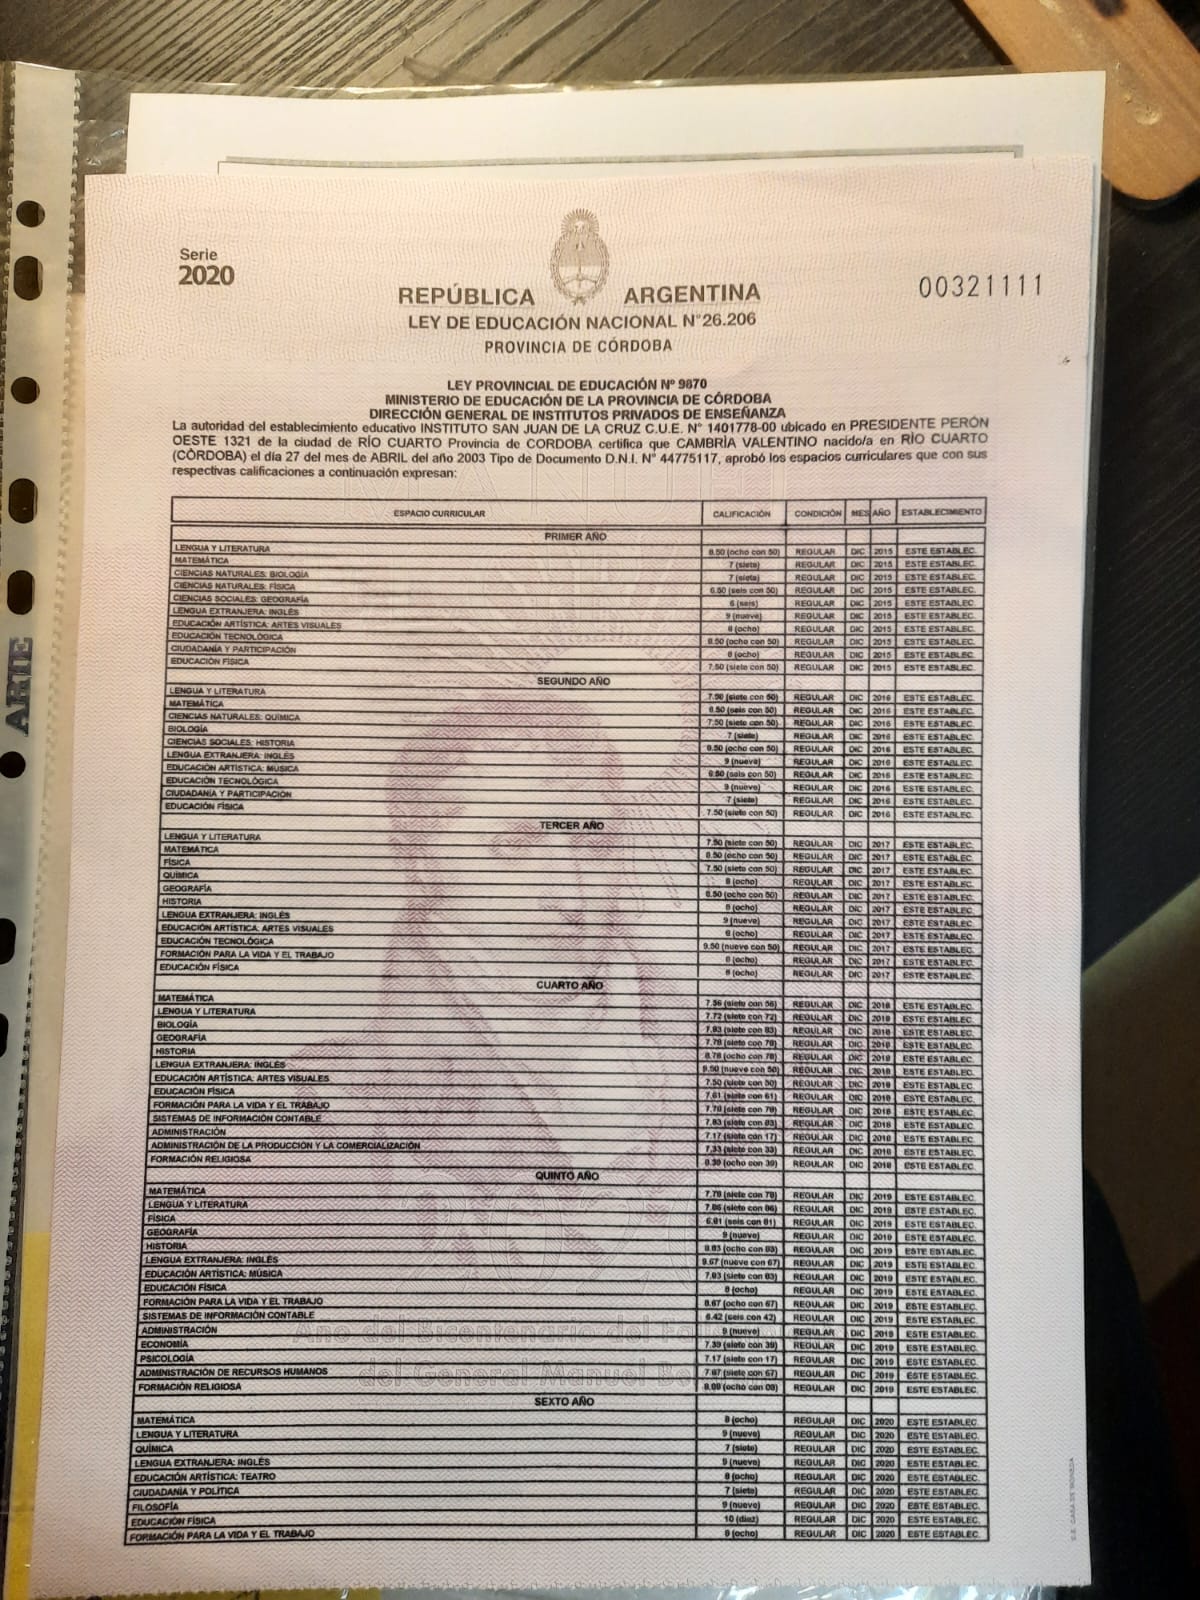 Serie
2020
00321111
REPÚBLICA ARGENTINA
LEY DE EDUCACIÓN NACIONAL N°26.206
PROVINCIA DE CÓRDOBA
LEY PROVINCIAL DE EDUCACIÓN Nº 9870
MINISTERIO DE EDUCACIÓN DE LA PROVINCIA DE CÓRDOBA
DIRECCIÓN GENERAL DE INSTITUTOS PRIVADOS DE ENSEÑANZA
La autoridad del establecimiento educativo INSTITUTO SAN JUAN DE LA CRUZ C.U.E. N° 1401778-00 ubicado en PRESIDENTE PERÓN
OESTE 1321 de la ciudad de RÍO CUARTO Provincia de CORDOBA certifica que CAMBRÍA VALENTINO nacido/a en RÍO CUARTO
(CÓRDOBA) el día 27 del mes de ABRIL del año 2003 Tipo de Documento D.N.I. N° 44775117, aprobó los espacios curriculares que con sus
respectivas calificaciones a continuación expresan:
ESPACIO CURRICULAR CALIFICACIÓN CONDICIÓN MES AÑO ESTABLECIMIENTO
PRIMER AÑO
LENGUA Y LITERATURA 8.50 (ocho con 50) REGULAR DIC 2015 ESTE ESTABLEC.
MATEMÁTICA 7 (siete) REGULAR DIC 2015 ESTE ESTABLEC.
CIENCIAS NATURALES: BIOLOGÍA 7 (siete) REGULAR DIC 2015 ESTE ESTABLEC.
CIENCIAS NATURALES: FÍSICA 6.50 (seis con 50) REGULAR DIC 2015 ESTE ESTABLEC.
CIENCIAS SOCIALES: GEOGRAFÍA 6 (seis) REGULAR DIC 2015 ESTE ESTABLEC.
LENGUA EXTRANJERA: INGLÉS 9 (nueve) REGULAR DIC 2015 ESTE ESTABLEC.
EDUCACIÓN ARTÍSTICA: ARTES VISUALES 8 (ocho) REGULAR DIC 2015 ESTE ESTABLEC.
EDUCACIÓN TECNOLÓGICA 8.50 (ocho con 50) REGULAR DIC 2015 ESTE ESTABLEC.
CIUDADANÍA Y PARTICIPACIÓN 8 (ocho) REGULAR DIC 2015 ESTE ESTABLEC.
EDUCACIÓN FÍSICA 7.50 (siete con 50) REGULAR DIC 2015 ESTE ESTABLEC.
SEGUNDO AÑO
LENGUA Y LITERATURA 7.50 (siete con 50) REGULAR DIC 2016 ESTE ESTABLEC.
MATEMÁTICA 6.50 (seis con 50) REGULAR DIC 2016 ESTE ESTABLEC.
CIENCIAS NATURALES: QUÍMICA 7.50 (siete con 50) REGULAR DIC 2016 ESTE ESTABLEC.
BIOLOGÍA 7 (siete) REGULAR DIC 2016 ESTE ESTABLEC.
CIENCIAS SOCIALES: HISTORIA 8.50 (ocho con 50) REGULAR DIC 2016 ESTE ESTABLEC.
LENGUA EXTRANJERA: INGLÉS 9 (nueve) REGULAR DIC 2016 ESTE ESTABLEC.
EDUCACIÓN ARTÍSTICA: MÚSICA 6.50 (seis con 50) REGULAR DIC 2016 ESTE ESTABLEC.
EDUCACIÓN TECNOLÓGICA 9 (nueve) REGULAR DIC 2016 ESTE ESTABLEC.
CIUDADANÍA Y PARTICIPACIÓN 7 (siete) REGULAR DIC 2016 ESTE ESTABLEC.
EDUCACIÓN FÍSICA 7.50 (siete con 50) REGULAR DIC 2016 ESTE ESTABLEC.
TERCER AÑO
LENGUA Y LITERATURA 7.50 (siete con 50) REGULAR DIC 2017 ESTE ESTABLEC.
MATEMÁTICA 8.50 (ocho con 50) REGULAR DIC 2017 ESTE ESTABLEC.
FÍSICA 7.50 (siete con 50) REGULAR DIC 2017 ESTE ESTABLEC.
QUÍMICA 8 (ocho) REGULAR DIC 2017 ESTE ESTABLEC.
GEOGRAFÍA 8.50 (ocho con 50) REGULAR DIC 2017 ESTE ESTABLEC.
HISTORIA 8 (ocho) REGULAR DIC 2017 ESTE ESTABLEC.
LENGUA EXTRANJERA: INGLÉS 9 (nueve) REGULAR DIC 2017 ESTE ESTABLEC.
EDUCACIÓN ARTÍSTICA: ARTES VISUALES 8 (ocho) REGULAR DIC 2017 ESTE ESTABLEC.
EDUCACIÓN TECNOLÓGICA 9.50 (nueve con 50) REGULAR DIC 2017 ESTE ESTABLEC.
FORMACIÓN PARA LA VIDA Y EL TRABAJO 8 (ocho) REGULAR DIC 2017 ESTE ESTABLEC.
EDUCACIÓN FÍSICA 8 (ocho) REGULAR DIC 2017 ESTE ESTABLEC.
CUARTO AÑO
MATEMÁTICA 7.56 (siete con 56) REGULAR DIC 2018 ESTE ESTABLEC.
LENGUA Y LITERATURA 7.72 (siete con 72) REGULAR DIC 2018 ESTE ESTABLEC.
BIOLOGÍA 7.83 (siete con 83) REGULAR DIC 2018 ESTE ESTABLEC.
GEOGRAFÍA 7.78 (siete con 78) REGULAR DIC 2018 ESTE ESTABLEC.
HISTORIA 8.78 (ocho con 78) REGULAR DIC 2018 ESTE ESTABLEC.
LENGUA EXTRANJERA: INGLÉS 9.50 (nueve con 50) REGULAR DIC 2018 ESTE ESTABLEC.
EDUCACIÓN ARTÍSTICA: ARTES VISUALES 7.50 (siete con 50) REGULAR DIC 2018 ESTE ESTABLEC.
EDUCACIÓN FÍSICA 7.61 (siete con 61) REGULAR DIC 2018 ESTE ESTABLEC.
FORMACIÓN PARA LA VIDA Y EL TRABAJO 7.78 (siete con 78) REGULAR DIC 2018 ESTE ESTABLEC.
SISTEMAS DE INFORMACIÓN CONTABLE 7.83 (siete con 83) REGULAR DIC 2018 ESTE ESTABLEC.
ADMINISTRACIÓN 7.17 (siete con 17) REGULAR DIC 2018 ESTE ESTABLEC.
ADMINISTRACIÓN DE LA PRODUCCIÓN Y LA COMERCIALIZACIÓN 7.33 (siete con 33) REGULAR DIC 2018 ESTE ESTABLEC.
FORMACIÓN RELIGIOSA 8.39 (ocho con 39) REGULAR DIC 2018 ESTE ESTABLEC.
QUINTO AÑO
MATEMÁTICA 7.78 (siete con 78) REGULAR DIC 2019 ESTE ESTABLEC.
LENGUA Y LITERATURA (siete con REGULAR DIC 2019 ESTE ESTABLEC.
FÍSICA (seis con REGULAR DIC 2019 ESTE ESTABLEC.
GEOGRAFÍA 9 (nueve) REGULAR DIC 2019 ESTE ESTABLEC.
HISTORIA 8.83 (ocho con 83) REGULAR DIC 2019 ESTE ESTABLEC.
LENGUA EXTRANJERA: INGLÉS 9.67 (nueve con 67) REGULAR DIC 2019 ESTE ESTABLEC.
EDUCACIÓN ARTÍSTICA: MÚSICA 7.83 (siete con 83) REGULAR DIC 2019 ESTE ESTABLEC.
EDUCACIÓN FÍSICA 8 (ocho) REGULAR DIC 2019 ESTE ESTABLEC.
FORMACIÓN PARA LA VIDA Y EL TRABAJO 8.67 (ocho con 67) REGULAR DIC 2019 ESTE ESTABLEC.
SISTEMAS DE INFORMACIÓN CONTABLE 6.42 (seis con 42) REGULAR DIC 2019 ESTE ESTABLEC.
ADMINISTRACIÓN 9 (nueve) REGULAR DIC 2019 ESTE ESTABLEC.
ECONOMÍA 7.39 (siete con 39) REGULAR DIC 2019 ESTE ESTABLEC.
PSICOLOGÍA 7.17 (siete con 17) REGULAR DIC 2019 ESTE ESTABLEC.
ADMINISTRACIÓN DE RECURSOS HUMANOS 7.67 (siete con 67) REGULAR DIC 2019 ESTE ESTABLEC.
FORMACIÓN RELIGIOSA (ocho con REGULAR DIC 2019 ESTE ESTABLEC.
SEXTO AÑO
MATEMÁTICA 8 (ocho) REGULAR DIC 2020 ESTE ESTABLEC.
LENGUA Y LITERATURA 9 (nueve) REGULAR DIC 2020 ESTE ESTABLEC.
QUÍMICA 7 (siete) REGULAR DIC 2020 ESTE ESTABLEC.
LENGUA EXTRANJERA: INGLÉS 9 (nueve) REGULAR DIC 2020 ESTE ESTABLEC.
EDUCACIÓN ARTÍSTICA: TEATRO 8 (ocho) REGULAR DIC 2020 ESTE ESTABLEC.
CIUDADANÍA Y POLÍTICA 7 (siete) REGULAR DIC 2020 ESTE ESTABLEC.
FILOSOFÍA 9 (nueve) REGULAR DIC 2020 ESTE ESTABLEC.
EDUCACIÓN FÍSICA 10 (diez) REGULAR DIC 2020 ESTE ESTABLEC.
FORMACIÓN PARA LA VIDA Y EL TRABAJO 8 (ocho) REGULAR DIC 2020 ESTE ESTABLEC.
S.E. CASA DE MONEDA